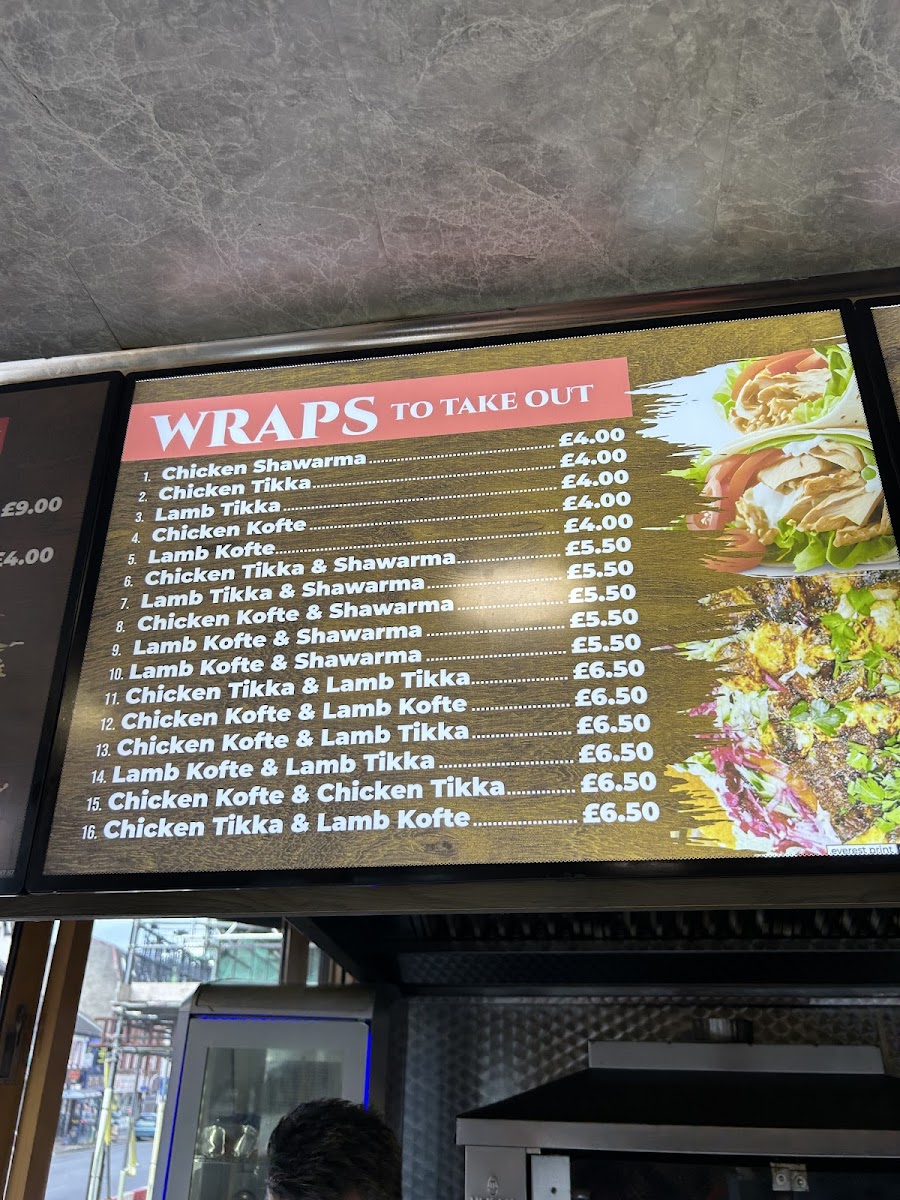 £9.00
£4.00
WRAPS TO TAKE OUT
1. Chicken Shawarma £4.00
2. Chicken Tikka £4.00
3. Lamb Tikka £4.00
4. Chicken Kofte £4.00
5. Lamb Kofte £4.00
6. Chicken Tikka & Shawarma £5.50
7. Lamb Tikka & Shawarma £5.50
8. Chicken Kofte & Shawarma £5.50
9. Lamb Kofte & Shawarma £5.50
10. Lamb Kofte & Shawarma £5.50
11. Chicken Tikka & Lamb Tikka £6.50
12. Chicken Kofte & Lamb Kofte £6.50
13. Chicken Kofte & Lamb Tikka £6.50
14. Lamb Kofte & Lamb Tikka £6.50
15. Chicken Kofte & Chicken Tikka £6.50
16. Chicken Tikka & Lamb Kofte £6.50
everest print